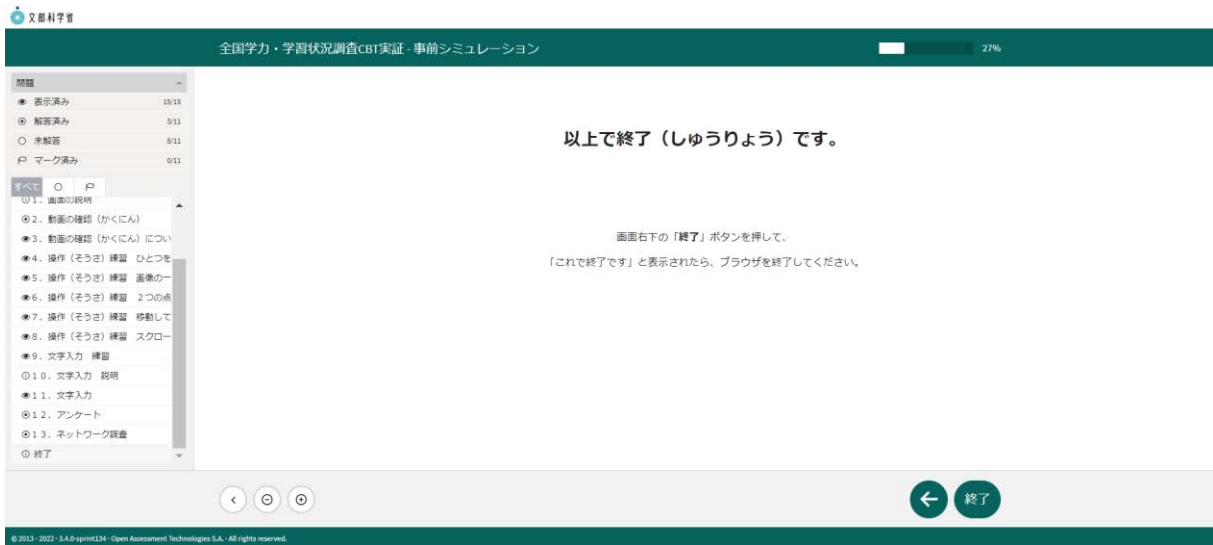 文部科学省
全国学力・学習状況調査CBT実証 - 事前シミュレーション
27%
問題
表示済み 15/15
解答済み 3/11
未解答 8/11
マーク済み 0/11
すべて
1. 画面の説明
2. 動画の確認（かくにん）
3. 動画の確認（かくにん）につい
4. 操作（そうさ）練習 ひとつを
5. 操作（そうさ）練習 画像の一
6. 操作（そうさ）練習 2つの点
7. 操作（そうさ）練習 移動して
8. 操作（そうさ）練習 スクロー
9. 文字入力 練習
10. 文字入力 説明
11. 文字入力
12. アンケート
13. ネットワーク調査
終了
以上で終了（しゅうりょう）です。
画面右下の「終了」ボタンを押して、
「これで終了です」と表示されたら、ブラウザを終了してください。
終了
© 2013 - 2022 · 3.4.0-sprint134 · Open Assessment Technologies S.A. · All rights reserved.